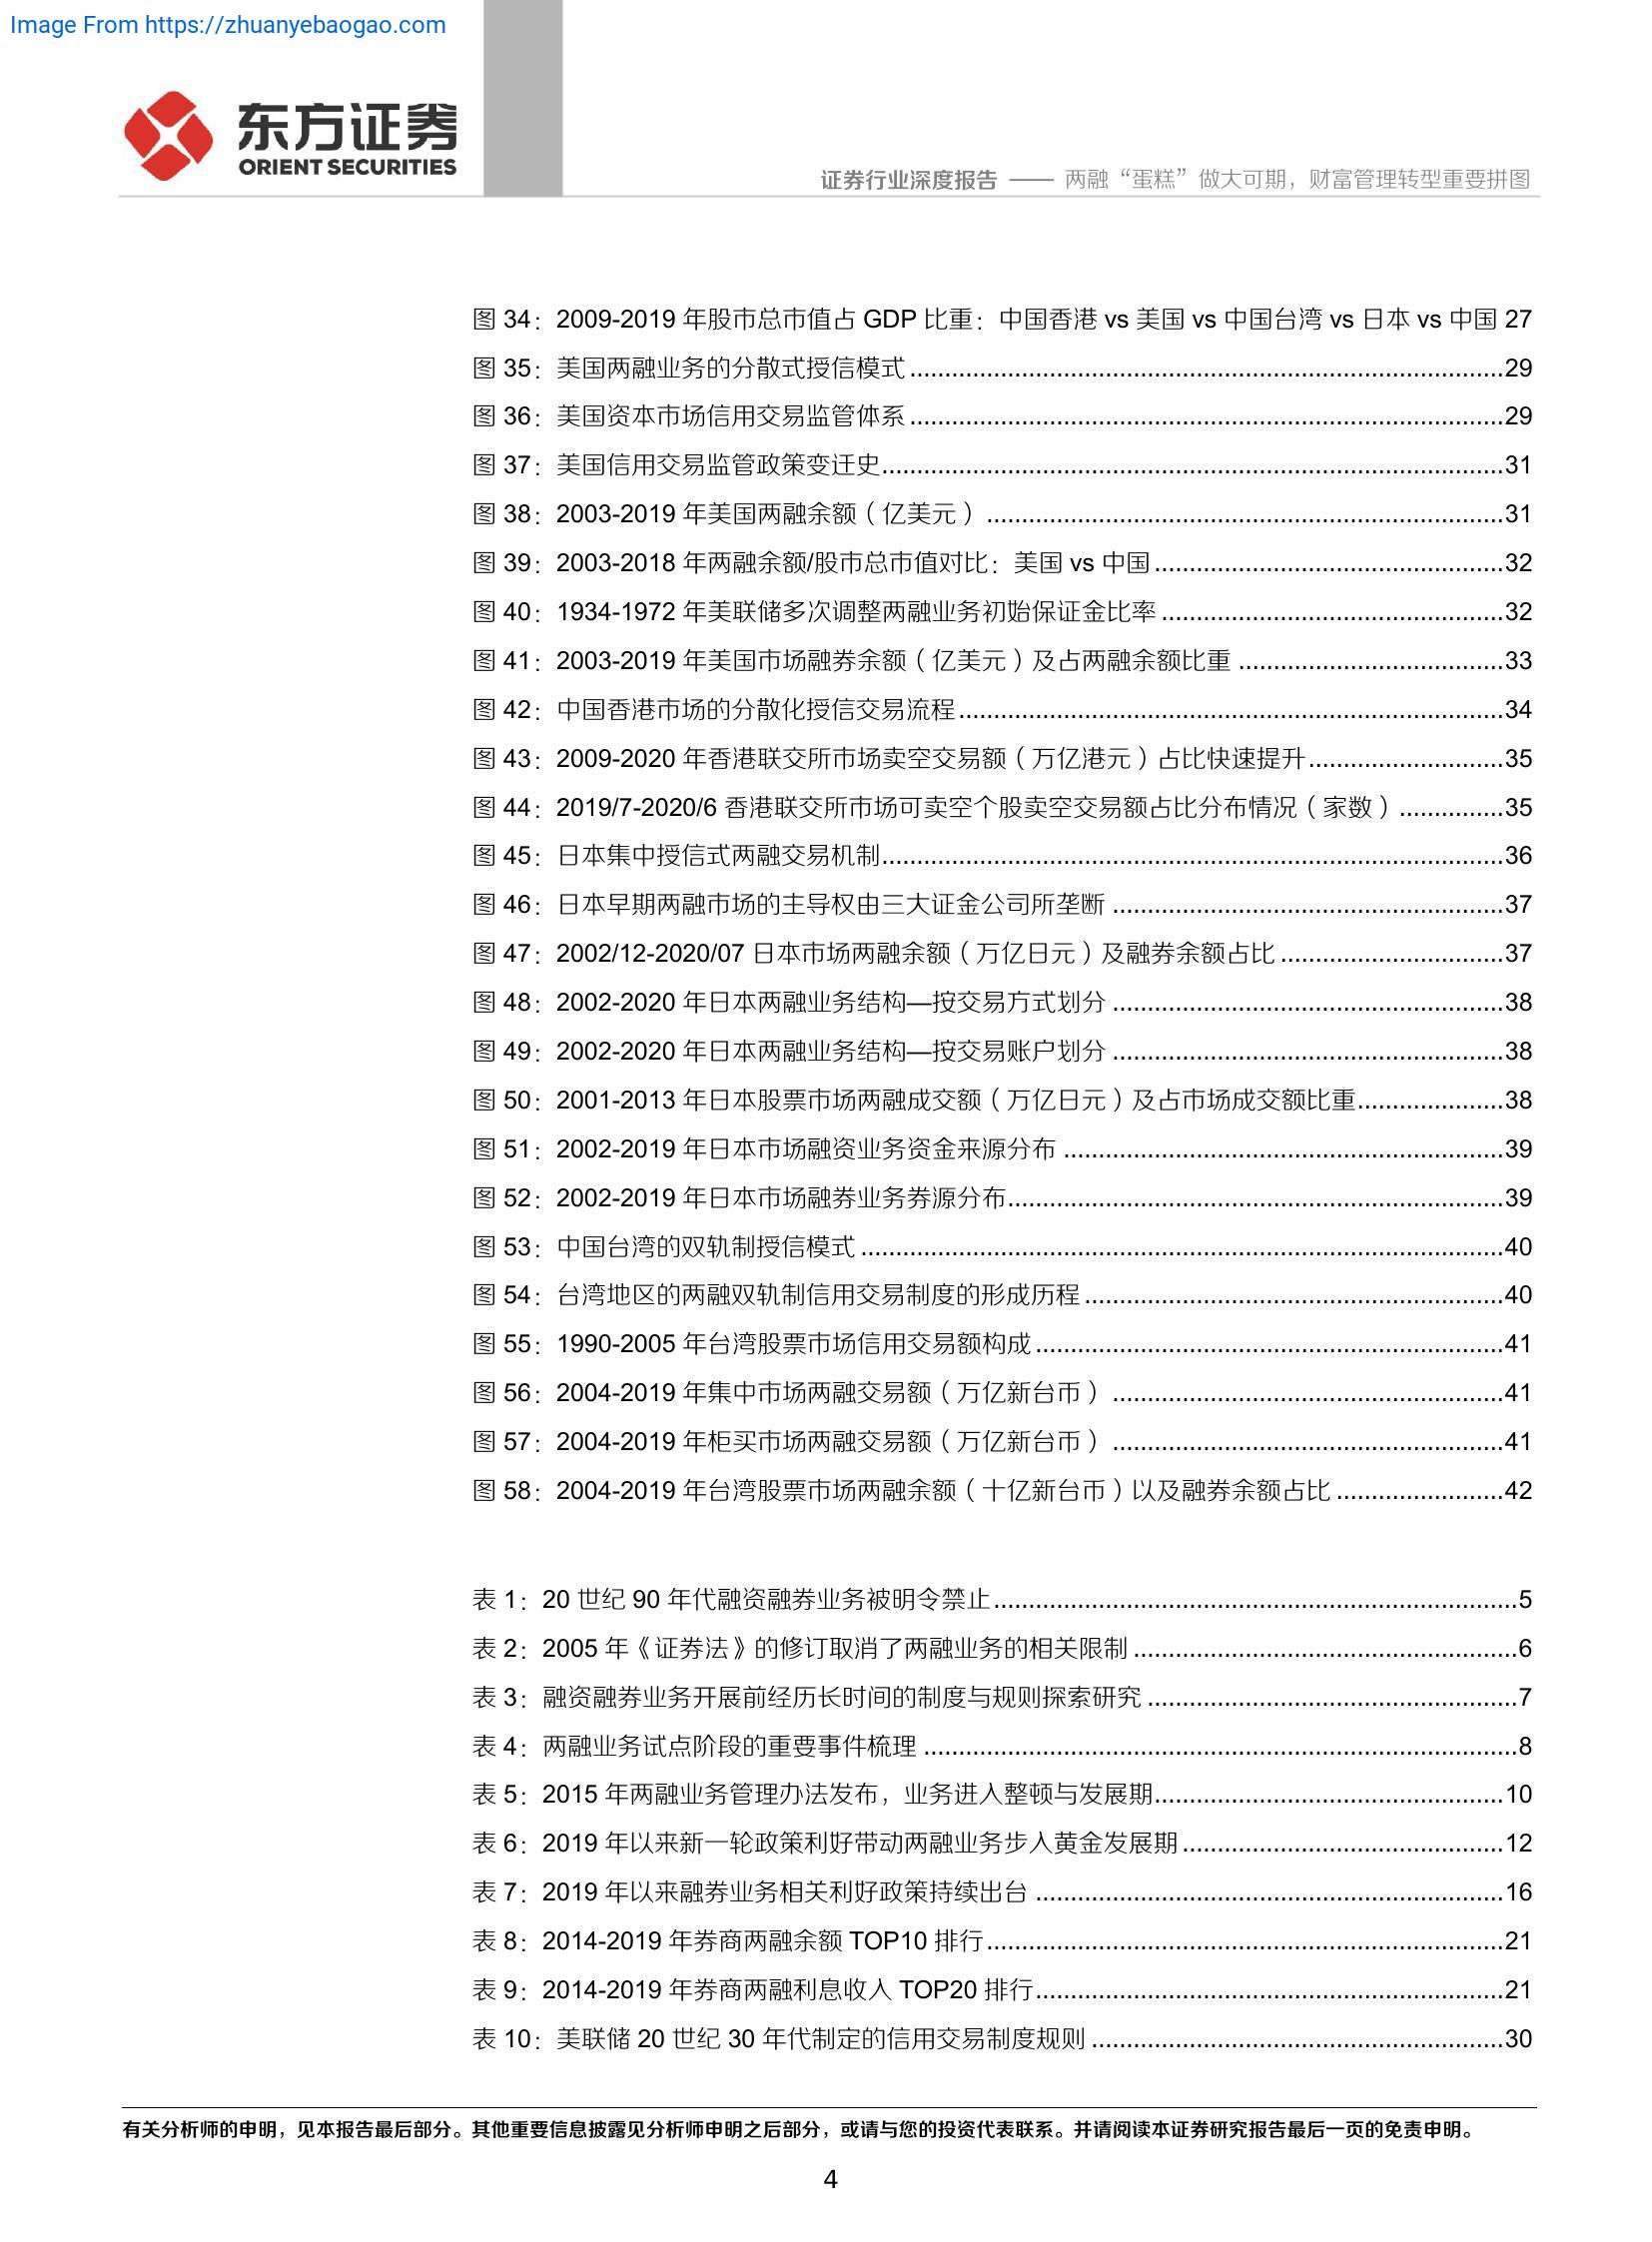 Image From https://zhuanyebaogao.com
东方证券
ORIENT SECURITIES
证券行业深度报告 —— 两融“蛋糕”做大可期，财富管理转型重要拼图
图 34：2009-2019 年股市总市值占 GDP 比重：中国香港 vs 美国 vs 中国台湾 vs 日本 vs 中国 27
图 35：美国两融业务的分散式授信模式....................29
图 36：美国资本市场信用交易监管体系....................29
图 37：美国信用交易监管政策变迁史....................31
图 38：2003-2019 年美国两融余额（亿美元）....................31
图 39：2003-2018 年两融余额/股市总市值对比：美国 vs 中国....................32
图 40：1934-1972 年美联储多次调整两融业务初始保证金比率....................32
图 41：2003-2019 年美国市场融券余额（亿美元）及占两融余额比重....................33
图 42：中国香港市场的分散化授信交易流程....................34
图 43：2009-2020 年香港联交所市场卖空交易额（万亿港元）占比快速提升....................35
图 44：2019/7-2020/6 香港联交所市场可卖空个股卖空交易额占比分布情况（家数）...............35
图 45：日本集中授信式两融交易机制....................36
图 46：日本早期两融市场的主导权由三大证金公司所垄断....................37
图 47：2002/12-2020/07 日本市场两融余额（万亿日元）及融券余额占比....................37
图 48：2002-2020 年日本两融业务结构—按交易方式划分....................38
图 49：2002-2020 年日本两融业务结构—按交易账户划分....................38
图 50：2001-2013 年日本股票市场两融成交额（万亿日元）及占市场成交额比重....................38
图 51：2002-2019 年日本市场融资业务资金来源分布....................39
图 52：2002-2019 年日本市场融券业务券源分布....................39
图 53：中国台湾的双轨制授信模式....................40
图 54：台湾地区的两融双轨制信用交易制度的形成历程....................40
图 55：1990-2005 年台湾股票市场信用交易额构成....................41
图 56：2004-2019 年集中市场两融交易额（万亿新台币）....................41
图 57：2004-2019 年柜买市场两融交易额（万亿新台币）....................41
图 58：2004-2019 年台湾股票市场两融余额（十亿新台币）以及融券余额占比....................42
表 1：20 世纪 90 年代融资融券业务被明令禁止....................5
表 2：2005 年《证券法》的修订取消了两融业务的相关限制....................6
表 3：融资融券业务开展前经历长时间的制度与规则探索研究....................7
表 4：两融业务试点阶段的重要事件梳理....................8
表 5：2015 年两融业务管理办法发布，业务进入整顿与发展期....................10
表 6：2019 年以来新一轮政策利好带动两融业务步入黄金发展期....................12
表 7：2019 年以来融券业务相关利好政策持续出台....................16
表 8：2014-2019 年券商两融余额 TOP10 排行....................21
表 9：2014-2019 年券商两融利息收入 TOP20 排行....................21
表 10：美联储 20 世纪 30 年代制定的信用交易制度规则....................30
有关分析师的申明，见本报告最后部分。其他重要信息披露见分析师申明之后部分，或请与您的投资代表联系。并请阅读本证券研究报告最后一页的免责申明。
4